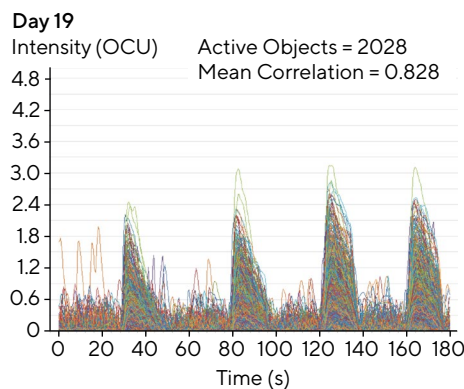 Day 19
Intensity (OCU)
Active Objects = 2028
Mean Correlation = 0.828
4.8
4.2
3.6
3.0
2.4
1.8
1.2
0.6
0
0 20 40 60 80 100 120 140 160 180
Time (s)